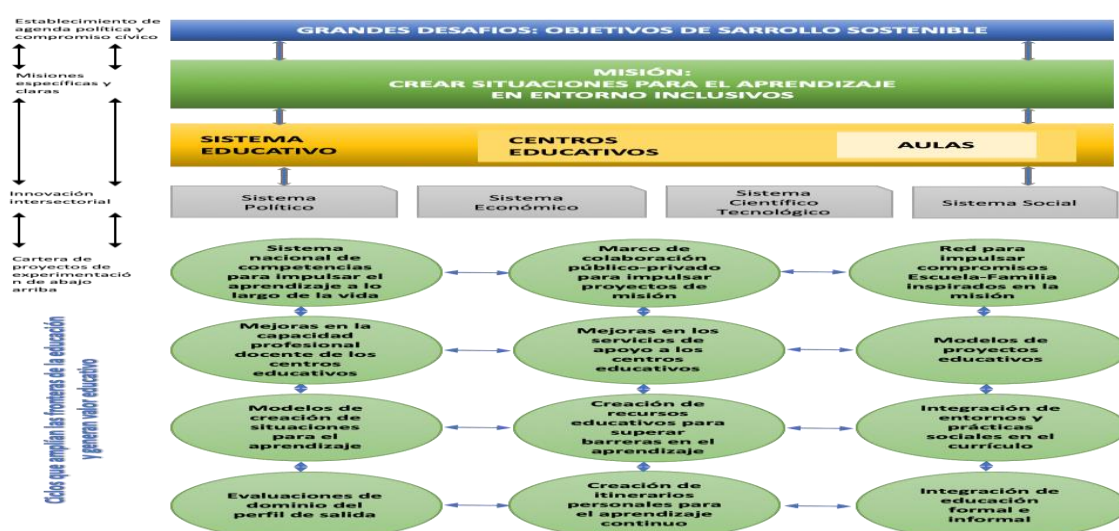 Establecimiento de
agenda política y
compromiso cívico
GRANDES DESAFIOS: OBJETIVOS DE SARROLLO SOSTENIBLE
Misiones
específicas y
claras
MISIÓN:
CREAR SITUACIONES PARA EL APRENDIZAJE
EN ENTORNO INCLUSIVOS
SISTEMA
EDUCATIVO
CENTROS
EDUCATIVOS
AULAS
Innovación
intersectorial
Sistema
Político
Sistema
Económico
Sistema
Científico
Tecnológico
Sistema Social
Cartera de
proyectos de
experimentació
n de abajo
arriba
Sistema
nacional de
competencias
para impulsar el
aprendizaje a lo
largo de la vida
Marco de
colaboración
público-privado
para impulsar
proyectos de
misión
Red para
impulsar
compromisos
Escuela-Familia
inspirados en la
misión
Ciclos que amplían las fronteras de la educación
y generan valor educativo
Mejoras en la
capacidad
profesional
docente de los
centros
educativos
Mejoras en los
servicios de
apoyo a los
centros
educativos
Modelos de
proyectos
educativos
Modelos de
creación de
situaciones
para el
aprendizaje
Creación de
recursos
educativos para
superar
barreras en el
aprendizaje
Integración de
entornos y
prácticas
sociales en el
currículo
Evaluaciones de
dominio del
perfil de salida
Creación de
itinerarios
personales para
el aprendizaje
continuo
Integración de
educación
formal e
informal